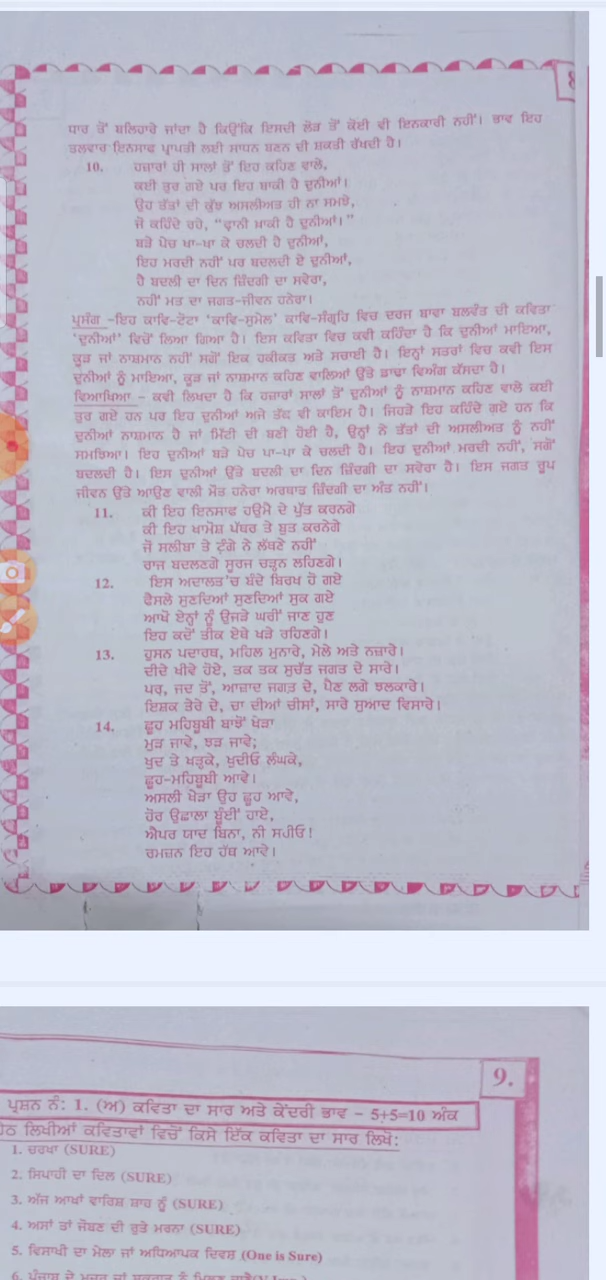 8
ਧਾਰ ਤੋਂ ਬਲਿਹਾਰੇ ਜਾਂਦਾ ਹੈ ਕਿਉਂਕਿ ਇਸਦੀ ਲੋੜ ਤੋਂ ਕੋਈ ਵੀ ਇਨਕਾਰੀ ਨਹੀਂ। ਭਾਵ ਇਹ
ਤਲਵਾਰ ਇਨਸਾਫ ਪ੍ਰਾਪਤੀ ਲਈ ਸਾਧਨ ਬਣਨ ਦੀ ਸ਼ਕਤੀ ਰੱਖਦੀ ਹੈ।
10. ਹਜ਼ਾਰਾਂ ਹੀ ਸਾਲਾਂ ਤੋਂ ਇਹ ਕਹਿਣ ਵਾਲੇ,
ਕਈ ਤੁਰ ਗਏ ਪਰ ਇਹ ਬਾਕੀ ਹੈ ਦੁਨੀਆਂ।
ਉਹ ਤੱਤਾਂ ਦੀ ਕੁੱਝ ਅਸਲੀਅਤ ਹੀ ਨਾ ਸਮਝੇ,
ਜੋ ਕਹਿੰਦੇ ਰਹੇ, “ਫ਼ਾਨੀ ਖ਼ਾਕੀ ਹੈ ਦੁਨੀਆਂ।”
ਬੜੇ ਪੇਚ ਖਾ-ਖਾ ਕੇ ਚਲਦੀ ਹੈ ਦੁਨੀਆਂ,
ਇਹ ਮਰਦੀ ਨਹੀਂ ਪਰ ਬਦਲਦੀ ਏ ਦੁਨੀਆਂ,
ਹੈ ਬਦਲੀ ਦਾ ਦਿਨ ਜ਼ਿੰਦਗੀ ਦਾ ਸਵੇਰਾ,
ਨਹੀਂ ਮਤ ਦਾ ਜਗਤ-ਜੀਵਨ ਹਨੇਰਾ।
ਪ੍ਰਸੰਗ -ਇਹ ਕਾਵਿ-ਟੋਟਾ 'ਕਾਵਿ-ਸੁਮੇਲ' ਕਾਵਿ-ਸੰਗ੍ਰਹਿ ਵਿਚ ਦਰਜ ਬਾਵਾ ਬਲਵੰਤ ਦੀ ਕਵਿਤਾ
'ਦੁਨੀਆਂ' ਵਿਚੋਂ ਲਿਆ ਗਿਆ ਹੈ। ਇਸ ਕਵਿਤਾ ਵਿਚ ਕਵੀ ਕਹਿੰਦਾ ਹੈ ਕਿ ਦੁਨੀਆਂ ਮਾਇਆ,
ਕੂੜ ਜਾਂ ਨਾਸ਼ਮਾਨ ਨਹੀਂ ਸਗੋਂ ਇਕ ਹਕੀਕਤ ਅਤੇ ਸਚਾਈ ਹੈ। ਇਨ੍ਹਾਂ ਸਤਰਾਂ ਵਿਚ ਕਵੀ ਇਸ
ਦੁਨੀਆਂ ਨੂੰ ਮਾਇਆ, ਕੂੜ ਜਾਂ ਨਾਸ਼ਮਾਨ ਕਹਿਣ ਵਾਲਿਆਂ ਉੱਤੇ ਡਾਢਾ ਵਿਅੰਗ ਕੱਸਦਾ ਹੈ।
ਵਿਆਖਿਆ - ਕਵੀ ਲਿਖਦਾ ਹੈ ਕਿ ਹਜ਼ਾਰਾਂ ਸਾਲਾਂ ਤੋਂ ਦੁਨੀਆਂ ਨੂੰ ਨਾਸ਼ਮਾਨ ਕਹਿਣ ਵਾਲੇ ਕਈ
ਤੁਰ ਗਏ ਹਨ ਪਰ ਇਹ ਦੁਨੀਆਂ ਅਜੇ ਤੱਕ ਵੀ ਕਾਇਮ ਹੈ। ਜਿਹੜੇ ਇਹ ਕਹਿੰਦੇ ਗਏ ਹਨ ਕਿ
ਦੁਨੀਆਂ ਨਾਸ਼ਮਾਨ ਹੈ ਜਾਂ ਮਿੱਟੀ ਦੀ ਬਣੀ ਹੋਈ ਹੈ, ਉਨ੍ਹਾਂ ਨੇ ਤੱਤਾਂ ਦੀ ਅਸਲੀਅਤ ਨੂੰ ਨਹੀਂ
ਸਮਝਿਆ। ਇਹ ਦੁਨੀਆਂ ਬੜੇ ਪੇਚ ਖਾ-ਖਾ ਕੇ ਚਲਦੀ ਹੈ। ਇਹ ਦੁਨੀਆਂ ਮਰਦੀ ਨਹੀਂ, ਸਗੋਂ
ਬਦਲਦੀ ਹੈ। ਇਸ ਦੁਨੀਆਂ ਉੱਤੇ ਬਦਲੀ ਦਾ ਦਿਨ ਜ਼ਿੰਦਗੀ ਦਾ ਸਵੇਰਾ ਹੈ। ਇਸ ਜਗਤ ਰੂਪ
ਜੀਵਨ ਉੱਤੇ ਆਉਣ ਵਾਲੀ ਮੌਤ ਹਨੇਰਾ ਅਰਥਾਤ ਜ਼ਿੰਦਗੀ ਦਾ ਅੰਤ ਨਹੀਂ।
11. ਕੀ ਇਹ ਇਨਸਾਫ ਹਉਮੈ ਦੇ ਪੁੱਤ ਕਰਨਗੇ
ਕੀ ਇਹ ਖਾਮੋਸ਼ ਪੱਥਰ ਤੇ ਬੁਤ ਕਰਨਗੇ
ਜੋ ਸਲੀਬਾਂ ਤੇ ਟੰਗੇ ਨੇ ਲੱਥਣੇ ਨਹੀਂ
ਰਾਜ ਬਦਲਣਗੇ ਸੂਰਜ ਚੜ੍ਹਨ ਲਹਿਣਗੇ।
12. ਇਸ ਅਦਾਲਤ 'ਚ ਬੰਦੇ ਬਿਰਖ ਹੋ ਗਏ
ਫੈਸਲੇ ਸੁਣਦਿਆਂ ਸੁਣਦਿਆਂ ਸੁਕ ਗਏ
ਆਖੋ ਏਨ੍ਹਾਂ ਨੂੰ ਉਜੜੇ ਘਰੀਂ ਜਾਣ ਹੁਣ
ਇਹ ਕਦੋਂ ਤੀਕ ਏਥੇ ਖੜੇ ਰਹਿਣਗੇ।
13. ਹੁਸਨ ਪਦਾਰਥ, ਮਹਿਲ ਮੁਨਾਰੇ, ਮੇਲੇ ਅਤੇ ਨਜ਼ਾਰੇ।
ਦੀਦੇ ਖੀਵੇ ਹੋਏ, ਤਕ ਤਕ ਸੁਚੱਤ ਜਗਤ ਦੇ ਸਾਰੇ।
ਪਰ, ਜਦ ਤੋਂ, ਆਜ਼ਾਦ ਜਗਤ ਦੇ, ਪੈਣ ਲਗੇ ਝਲਕਾਰੇ।
ਇਸ਼ਕ ਤੇਰੇ ਦੇ, ਚਾ ਦੀਆਂ ਚੀਸਾਂ, ਸਾਰੇ ਸੁਆਦ ਵਿਸਾਰੇ।
14. ਛੂਹ ਮਹਿਬੂਬੀ ਬਾਝੋਂ ਖੇੜਾ
ਮੁੜ ਜਾਵੇ, ਝੜ ਜਾਵੇ;
ਖੁਦ ਤੇ ਖੜੁਕੇ, ਖੁਦੀਓਂ ਲੰਘਕੇ,
ਛੂਹ-ਮਹਿਬੂਬੀ ਆਵੇ।
ਅਸਲੀ ਖੇੜਾ ਉਹ ਛੂਹ ਆਵੇ,
ਹੋਰ ਉਛਾਲਾ ਬੂੰਈਂ ਹਾਏ,
ਐਪਰ ਯਾਦ ਬਿਨਾ, ਨੀ ਸਹੀਓ!
ਰਮਜ਼ਨ ਇਹ ਹੱਥ ਆਵੇ।
9.
ਪ੍ਰਸ਼ਨ ਨੰ: 1. (ਅ) ਕਵਿਤਾ ਦਾ ਸਾਰ ਅਤੇ ਕੇਂਦਰੀ ਭਾਵ - 5+5=10 ਅੰਕ
ਲਿਖੀਆਂ ਕਵਿਤਾਵਾਂ ਵਿਚੋਂ ਕਿਸੇ ਇੱਕ ਕਵਿਤਾ ਦਾ ਸਾਰ ਲਿਖੋ:
1. ਚਰਖਾ (SURE)
2. ਸਿਪਾਹੀ ਦਾ ਦਿਲ (SURE)
3. ਅੱਜ ਆਖਾਂ ਵਾਰਿਸ ਸ਼ਾਹ ਨੂੰ (SURE)
4. ਅਸਾਂ ਤਾਂ ਜੋਬਣ ਦੀ ਰੁਤੇ ਮਰਨਾ (SURE)
5. ਵਿਸਾਖੀ ਦਾ ਮੇਲਾ ਜਾਂ ਅਧਿਆਪਕ ਦਿਵਸ (One is Sure)